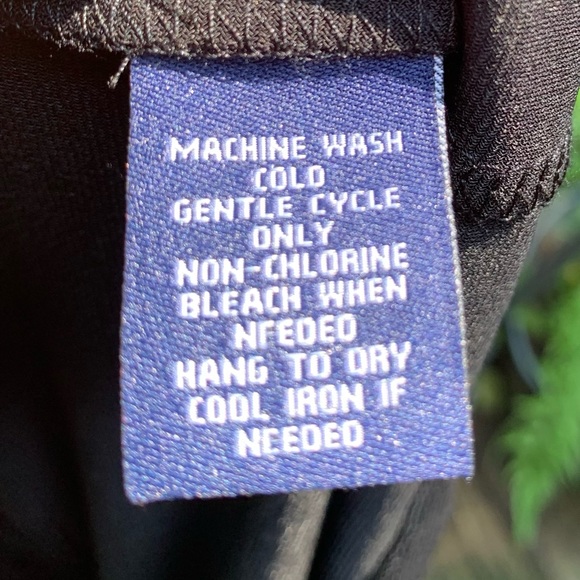 MACHINE WASH
COLD
GENTLE CYCLE
ONLY
NON-CHLORINE
BLEACH WHEN
NEEDED
HANG TO DRY
COOL IRON IF
NEEDED